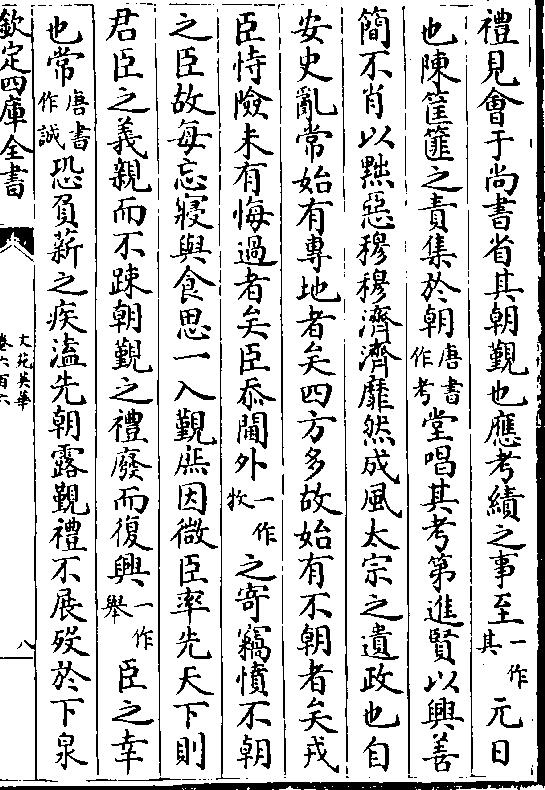 禮見會于尚書省其朝覲也應考績之事至一作其元日
也陳筐篚之責集於朝唐書作考堂唱其考第進賢以興善
簡不肖以黜惡穆穆濟濟靡然成風太宗之遺政也自
安史亂常始有專地者矣四方多故始有不朝者矣戎
臣恃險未有悔過者矣臣忝閫外一作牧之寄竊憤不朝
之臣故每忘寢與食思一入覲庶因微臣率先天下則
君臣之義親而不踈朝覲之禮廢而復興一作舉臣之幸
也常唐書作誠恐負薪之疾溘先朝露覲禮不展殁於下泉
欽定四庫全書
文苑英華
卷六百六
八